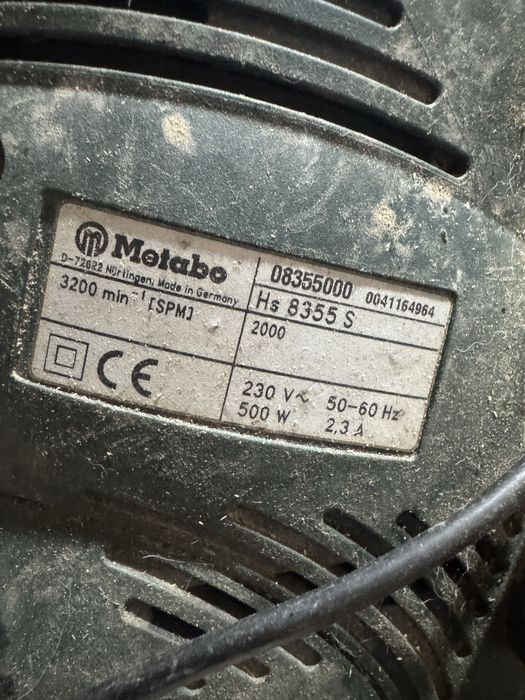 Metabo
D-72622 Nürtingen, Made in Germany
3200 min⁻¹ [SPM]
08355000 0041164964
Hs 8355 S
2000
CE
230 V~ 50-60 Hz
500 W 2,3 A